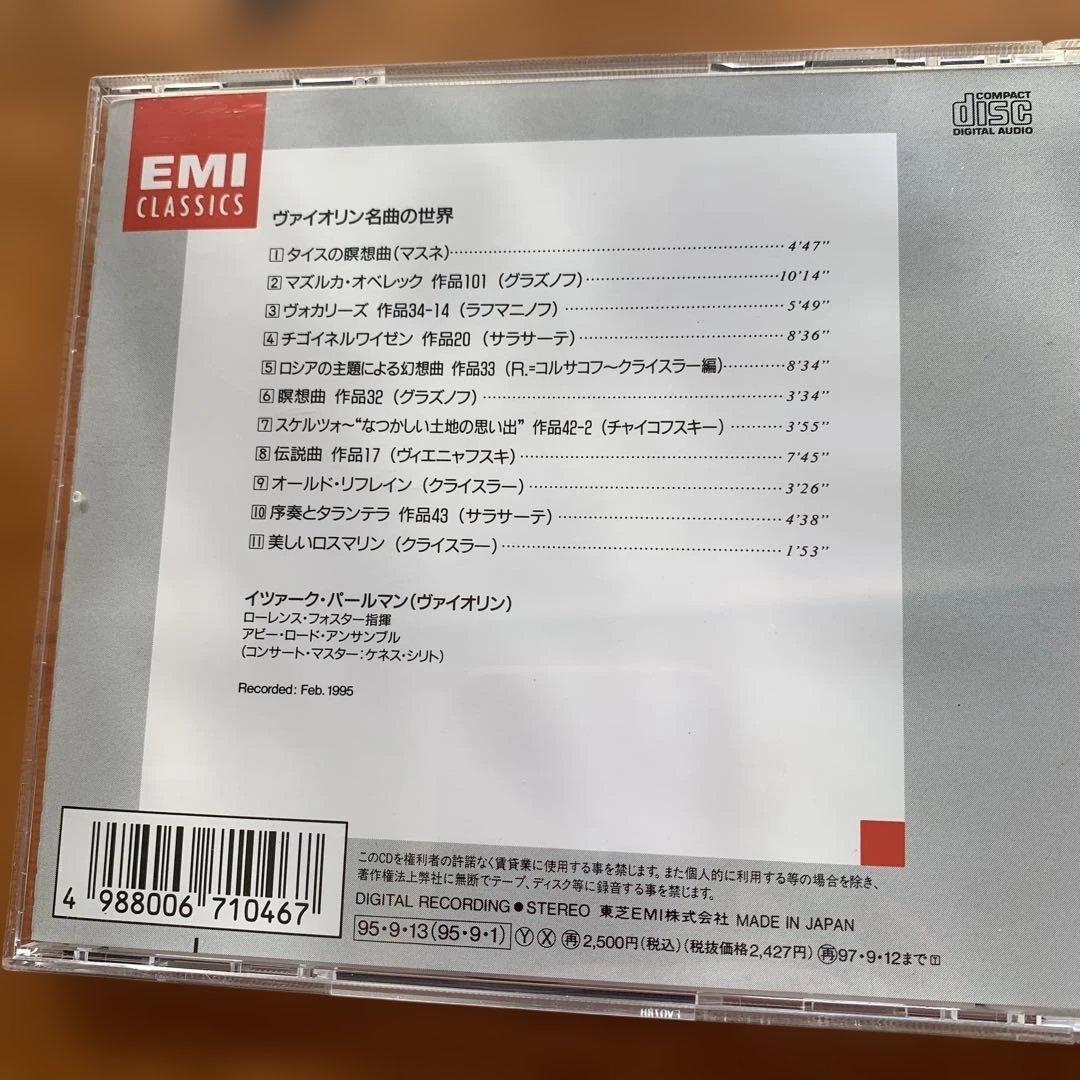 COMPACT
disc
DIGITAL AUDIO
EMI
CLASSICS
ヴァイオリン名曲の世界
1 タイスの瞑想曲(マスネ)……4’47”
2 マズルカ・オベレック 作品101 (グラズノフ)……10’14”
3 ヴォカリーズ 作品34-14 (ラフマニノフ)……5’49”
4 チゴイネルワイゼン 作品20 (サラサーテ)……8’36”
5 ロシアの主題による幻想曲 作品33 (R.=コルサコフ〜クライスラー編)……8’34”
6 瞑想曲 作品32 (グラズノフ)……3’34”
7 スケルツォ〜“なつかしい土地の思い出” 作品42-2 (チャイコフスキー)……3’55”
8 伝説曲 作品17 (ヴィエニャフスキ)……7’45”
9 オールド・リフレイン (クライスラー)……3’26”
10 序奏とタランテラ 作品43 (サラサーテ)……4’38”
11 美しいロスマリン (クライスラー)……1’53”
イツァーク・パールマン(ヴァイオリン)
ローレンス・フォスター指揮
アビー・ロード・アンサンブル
(コンサート・マスター:ケネス・シリト)
Recorded: Feb. 1995
4 988006 710467
このCDを権利者の許諾なく賃貸業に使用する事を禁じます。また個人的に利用する等の場合を除き、
著作権法上弊社に無断でテープ、ディスク等に録音する事を禁じます。
DIGITAL RECORDING●STEREO 東芝EMI株式会社 MADE IN JAPAN
95・9・13(95・9・1) Ⓨ Ⓧ ㊢2,500円(税込)(税抜価格2,427円) 再97・9・12まで